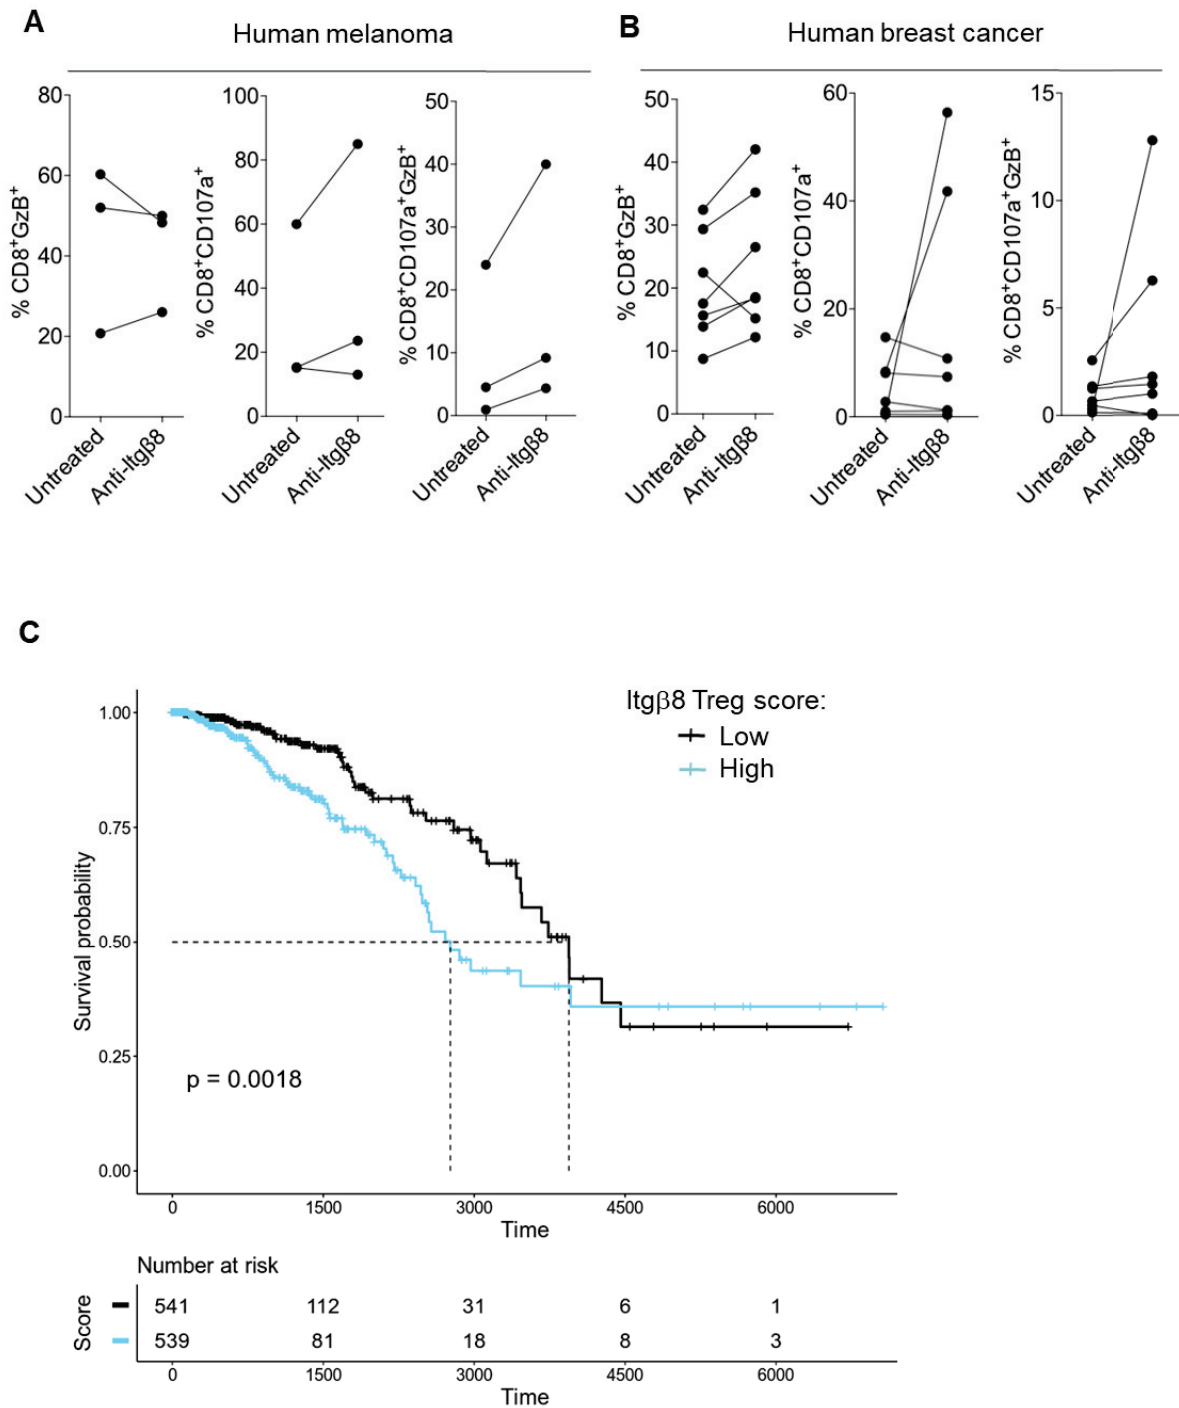 A
Human melanoma
% CD8⁺GzB⁺
80
60
40
20
0
Untreated
Anti-Itgβ8
% CD8⁺CD107a⁺
100
80
60
40
20
0
Untreated
Anti-Itgβ8
% CD8⁺CD107a⁺GzB⁺
50
40
30
20
10
0
Untreated
Anti-Itgβ8
B
Human breast cancer
% CD8⁺GzB⁺
50
40
30
20
10
0
Untreated
Anti-Itgβ8
% CD8⁺CD107a⁺
60
40
20
0
Untreated
Anti-Itgβ8
% CD8⁺CD107a⁺GzB⁺
15
10
5
0
Untreated
Anti-Itgβ8
C
Itgβ8 Treg score:
Low
High
Survival probability
1.00
0.75
0.50
0.25
0.00
p = 0.0018
0 1500 3000 4500 6000
Time
Number at risk
Score
541 112 31 6 1
539 81 18 8 3
0 1500 3000 4500 6000
Time